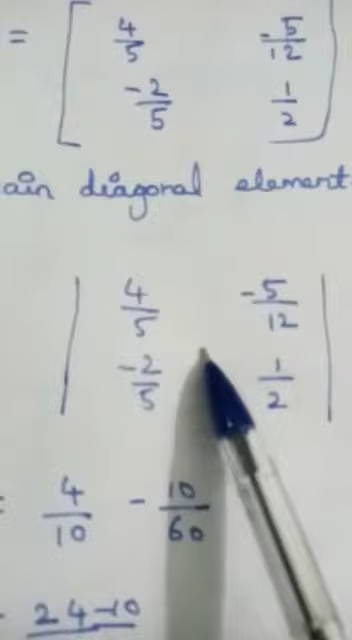 = [ 4/5 -5/12
-2/5 1/2 ]
ain diagonal element
| 4/5 -5/12
-2/5 1/2 |
= 4/10 - 10/60
24-10